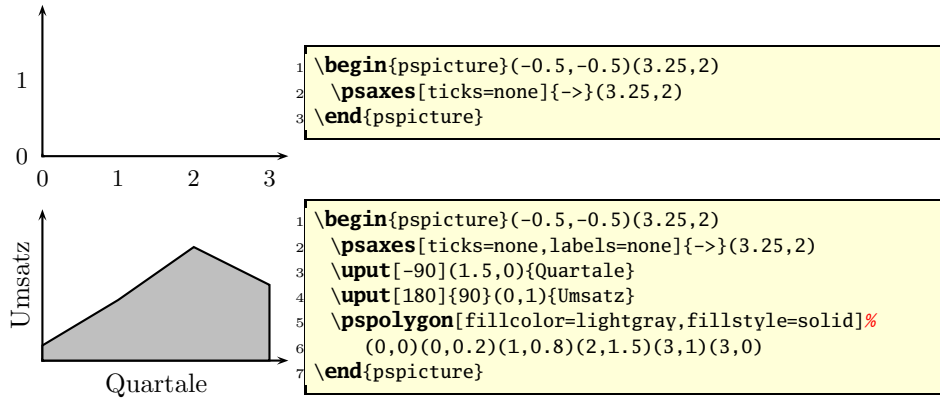 1
0
0 1 2 3
1 \begin{pspicture}(-0.5,-0.5)(3.25,2)
2 \psaxes[ticks=none]{->}(3.25,2)
3 \end{pspicture}
Umsatz
Quartale
1 \begin{pspicture}(-0.5,-0.5)(3.25,2)
2 \psaxes[ticks=none,labels=none]{->}(3.25,2)
3 \uput[-90](1.5,0){Quartale}
4 \uput[180]{90}(0,1){Umsatz}
5 \pspolygon[fillcolor=lightgray,fillstyle=solid]%
6 (0,0)(0,0.2)(1,0.8)(2,1.5)(3,1)(3,0)
7 \end{pspicture}